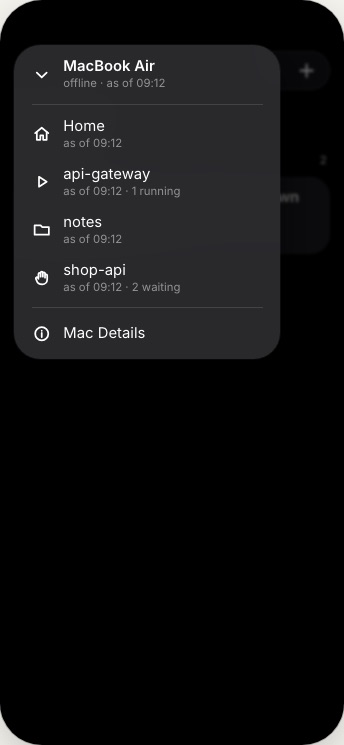 MacBook Air
offline · as of 09:12
Home
as of 09:12
api-gateway
as of 09:12 · 1 running
notes
as of 09:12
shop-api
as of 09:12 · 2 waiting
Mac Details
2